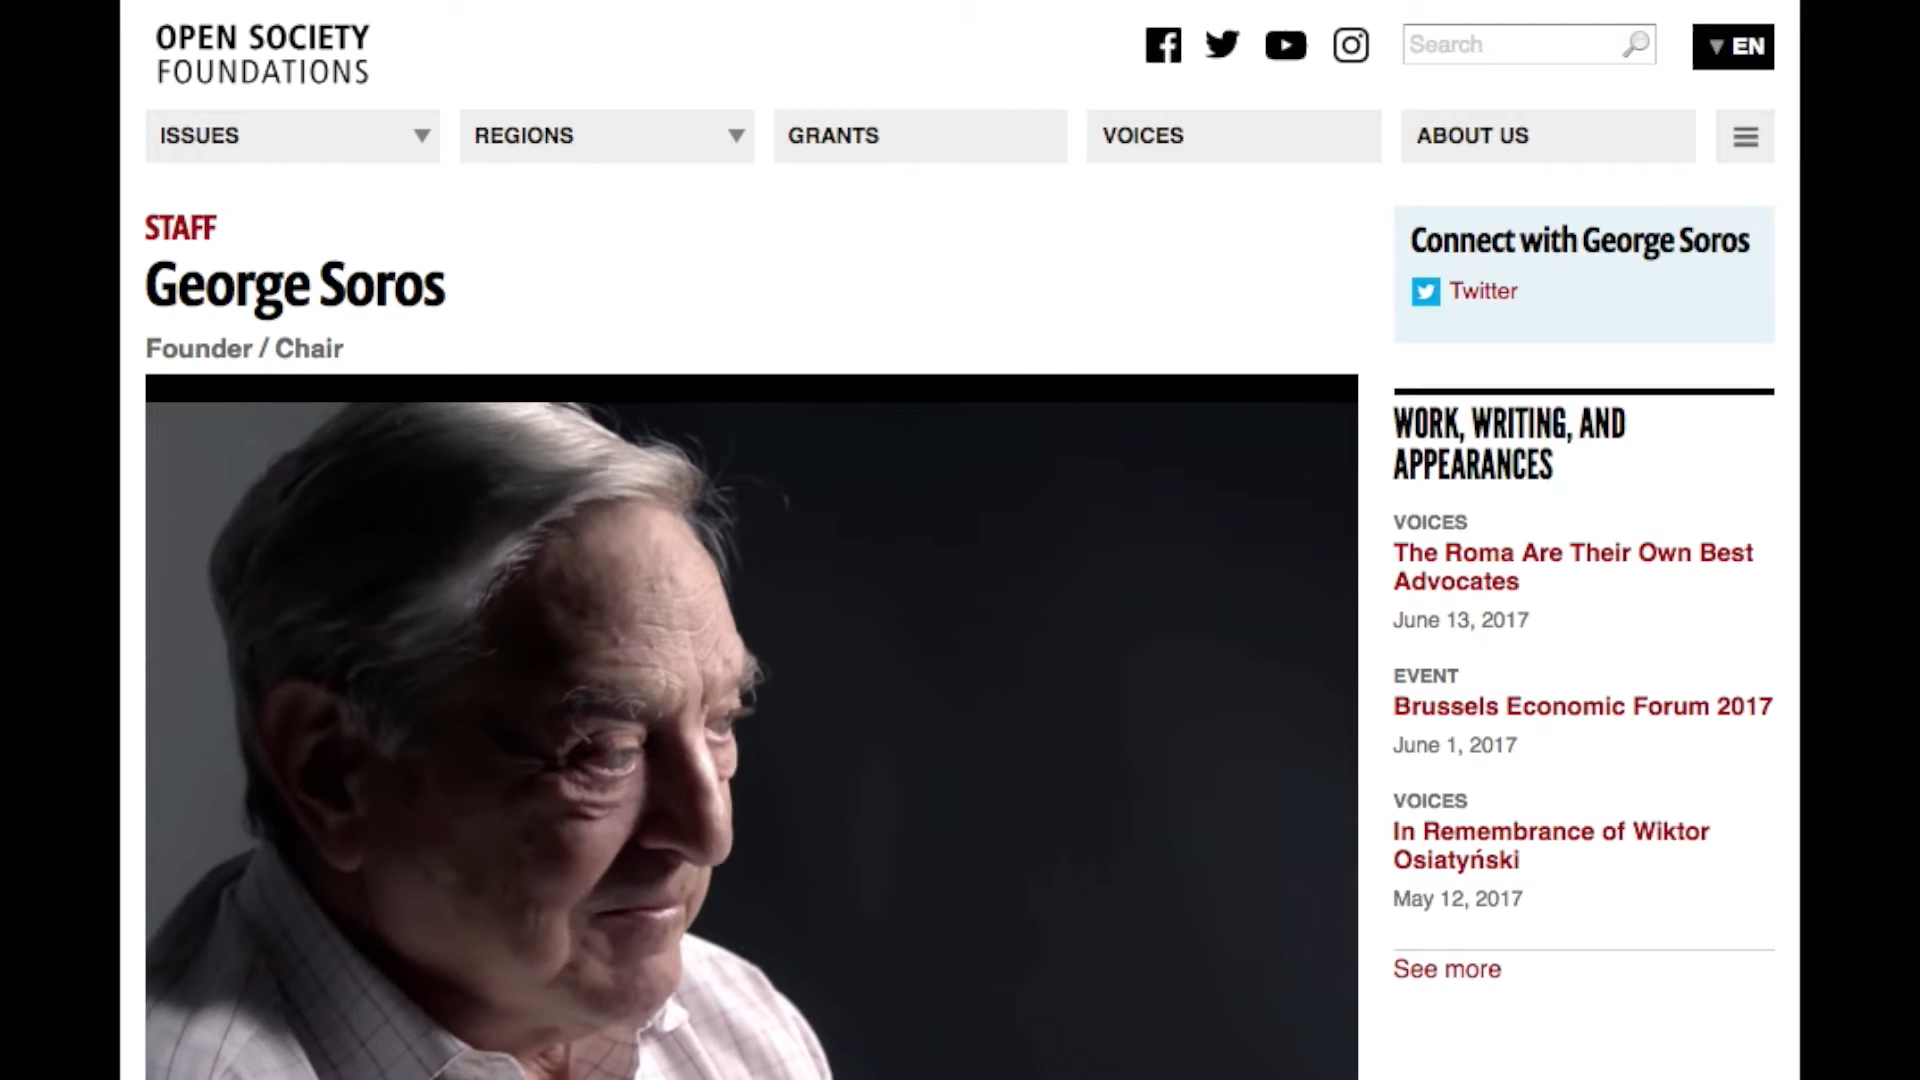 OPEN SOCIETY
FOUNDATIONS
Search
EN
ISSUES
REGIONS
GRANTS
VOICES
ABOUT US
STAFF
George Soros
Founder / Chair
Connect with George Soros
Twitter
WORK, WRITING, AND
APPEARANCES
VOICES
The Roma Are Their Own Best
Advocates
June 13, 2017
EVENT
Brussels Economic Forum 2017
June 1, 2017
VOICES
In Remembrance of Wiktor
Osiatyński
May 12, 2017
See more